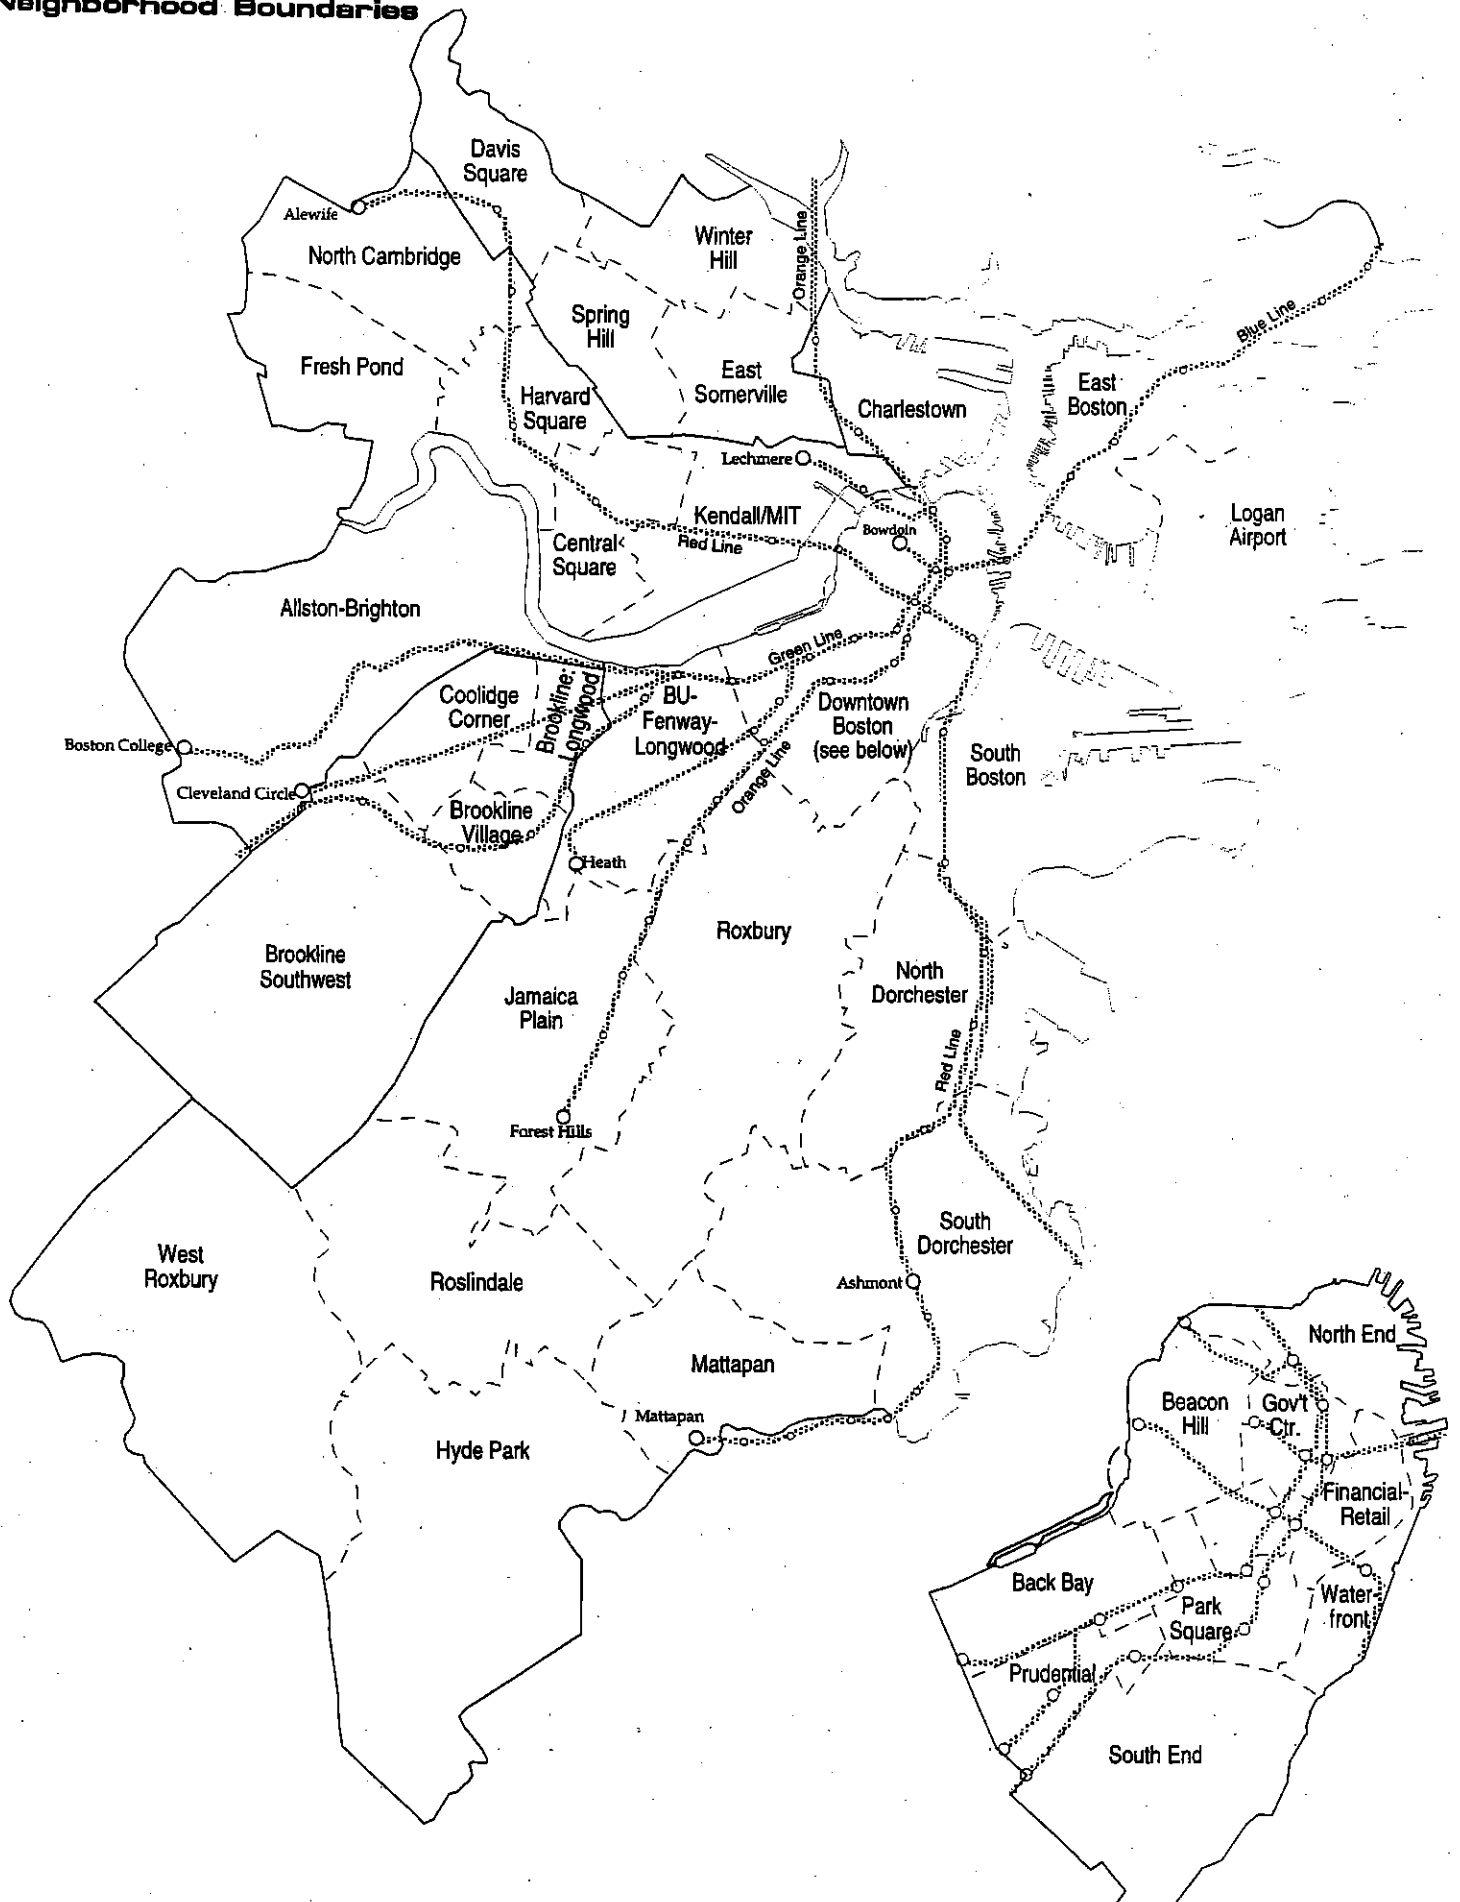 Neighborhood Boundaries
Davis
Square
Alewife
North Cambridge
Winter
Hill
Orange Line
Spring
Hill
Blue Line
Fresh Pond
East
Somerville
East
Boston
Harvard
Square
Charlestown
Lechmere
Kendall/MIT
Logan
Airport
Bowdoin
Red Line
Central
Square
Allston-Brighton
Green Line
Coolidge
Corner
Brookline:
Longwood
BU-
Fenway-
Longwood
Downtown
Boston
(see below)
Boston College
South
Boston
Orange Line
Cleveland Circle
Brookline
Village
Heath
Roxbury
Brookline
Southwest
North
Dorchester
Jamaica
Plain
Red Line
Forest Hills
South
Dorchester
West
Roxbury
Roslindale
Ashmont
North End
Mattapan
Beacon
Hill
Gov't
Ctr.
Mattapan
Hyde Park
Financial-
Retail
Back Bay
Water-
front
Park
Square
Prudential
South End